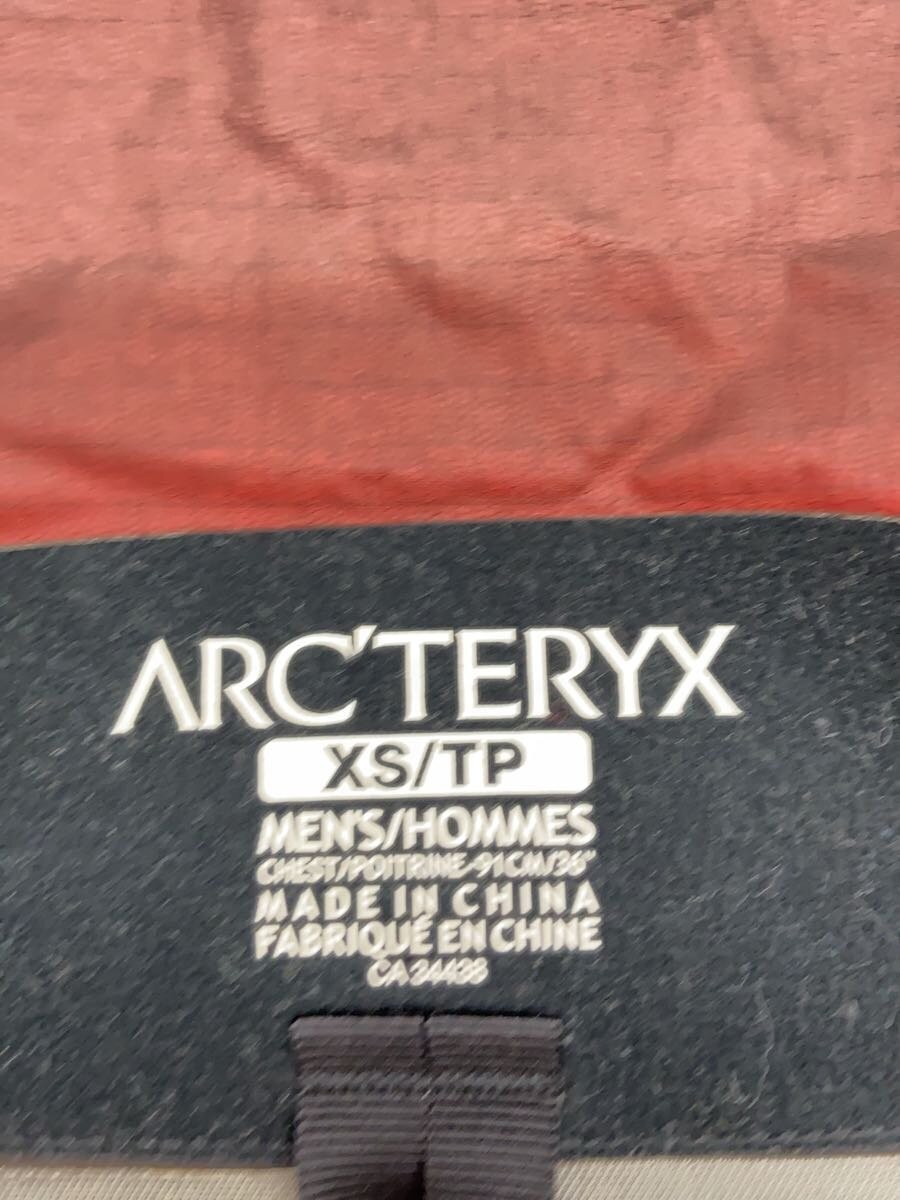 ARC'TERYX
XS/TP
MEN'S/HOMMES
CHEST/POITRINE-91CM/36"
MADE IN CHINA
FABRIQUÉ EN CHINE
CA 34438